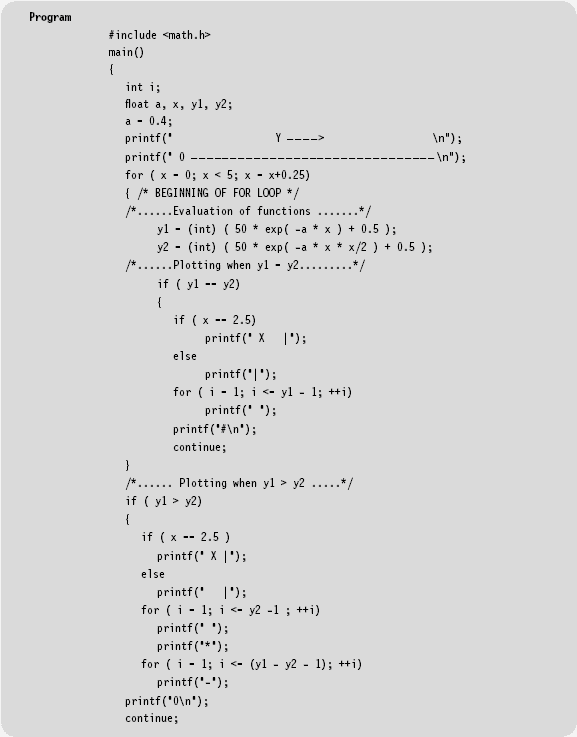 Program
#include <math.h>
main()
{
int i;
float a, x, y1, y2;
a = 0.4;
printf(" Y ----> \n");
printf(" 0 -------------------------------\n");
for ( x = 0; x < 5; x = x+0.25)
{ /* BEGINNING OF FOR LOOP */
/*......Evaluation of functions .......*/
y1 = (int) ( 50 * exp( -a * x ) + 0.5 );
y2 = (int) ( 50 * exp( -a * x * x/2 ) + 0.5 );
/*......Plotting when y1 = y2.........*/
if ( y1 == y2)
{
if ( x == 2.5)
printf(" X |");
else
printf("|");
for ( i = 1; i <= y1 - 1; ++i)
printf(" ");
printf("#\n");
continue;
}
/*...... Plotting when y1 > y2 .....*/
if ( y1 > y2)
{
if ( x == 2.5 )
printf(" X |");
else
printf(" |");
for ( i = 1; i <= y2 -1 ; ++i)
printf(" ");
printf("*");
for ( i = 1; i <= (y1 - y2 - 1); ++i)
printf("-");
printf("0\n");
continue;